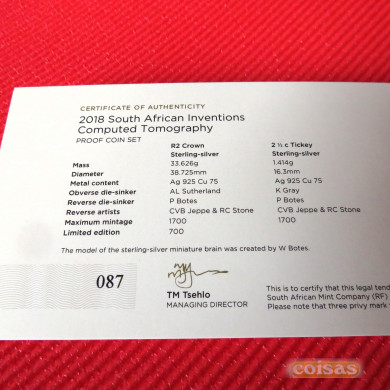 CERTIFICATE OF AUTHENTICITY
2018 South African Inventions
Computed Tomography
PROOF COIN SET
R2 Crown 2 ½ c Tickey
Sterling-silver Sterling-silver
Mass 33.626g 1.414g
Diameter 38.725mm 16.3mm
Metal content Ag 925 Cu 75 Ag 925 Cu 75
Obverse die-sinker AL Sutherland K Gray
Reverse die-sinker P Botes P Botes
Reverse artists CVB Jeppe & RC Stone CVB Jeppe & RC Stone
Maximum mintage 1700 1700
Limited edition 700
The model of the sterling-silver miniature brain was created by W Botes.
087
TM Tsehlo
MANAGING DIRECTOR
This is to certify that this legal tend
South African Mint Company (RF)
Please note that three privy mark
coisas